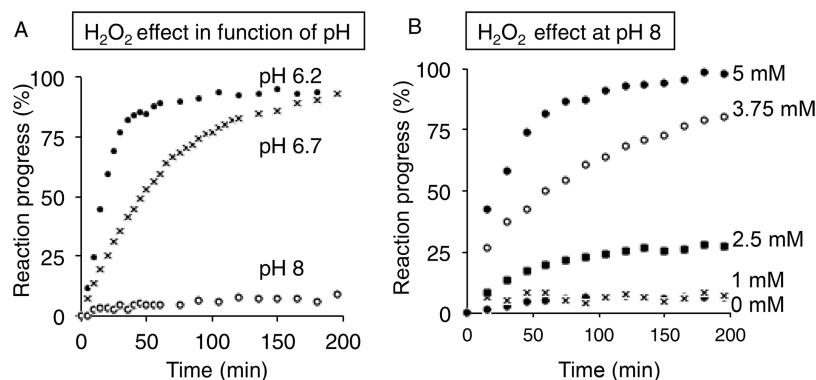 A
H₂O₂ effect in function of pH
Reaction progress (%)
100
75
50
25
0
pH 6.2
pH 6.7
pH 8
0
50
100
150
200
Time (min)
B
H₂O₂ effect at pH 8
Reaction progress (%)
100
75
50
25
0
5 mM
3.75 mM
2.5 mM
1 mM
0 mM
0
50
100
150
200
Time (min)